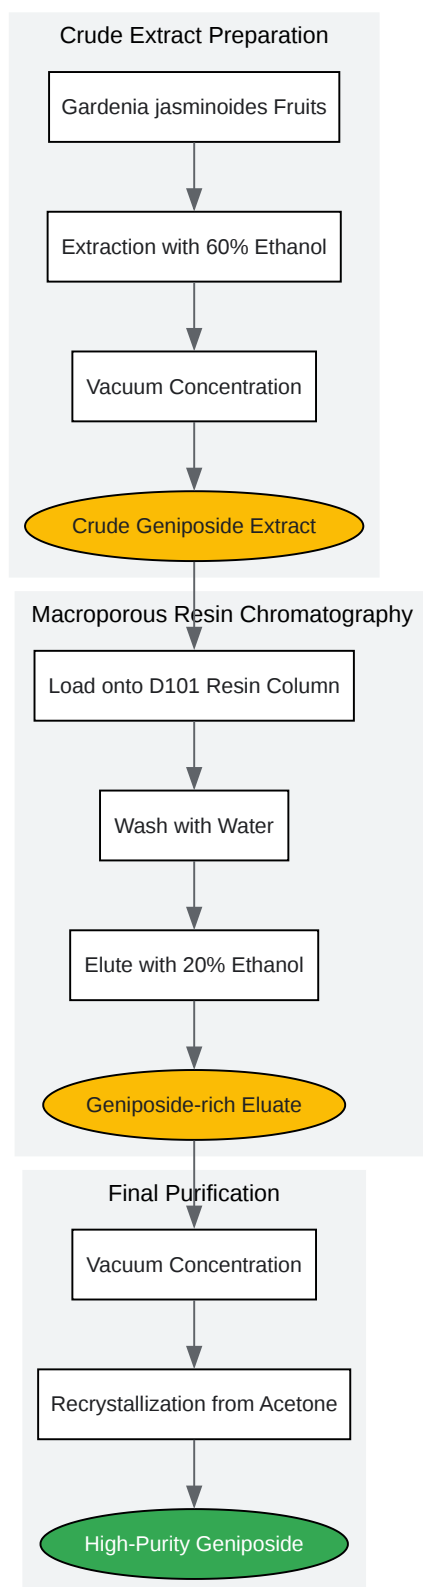 Crude Extract Preparation
Gardenia jasminoides Fruits
Extraction with 60% Ethanol
Vacuum Concentration
Crude Geniposide Extract
Macroporous Resin Chromatography
Load onto D101 Resin Column
Wash with Water
Elute with 20% Ethanol
Geniposide-rich Eluate
Final Purification
Vacuum Concentration
Recrystallization from Acetone
High-Purity Geniposide